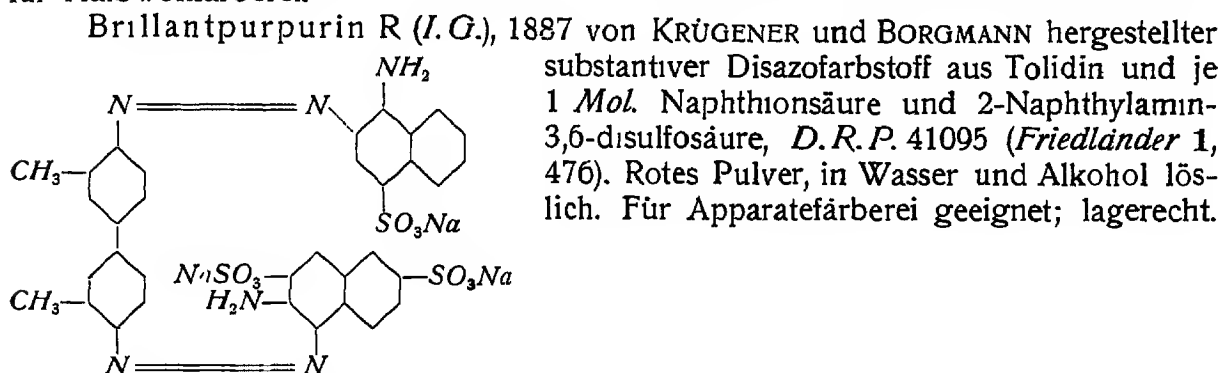 Brillantpurpurin R (I. G.), 1887 von KRÜGENER und BORGMANN hergestellter
substantiver Disazofarbstoff aus Tolidin und je
1 Mol. Naphthionsäure und 2-Naphthylamin-
3,6-disulfosäure, D. R. P. 41095 (Friedländer 1,
476). Rotes Pulver, in Wasser und Alkohol lös-
lich. Für Apparatefärberei geeignet; lagerecht.
NH2
N N
CH3
SO3Na
NaSO3 SO3Na
CH3 H2N
N N